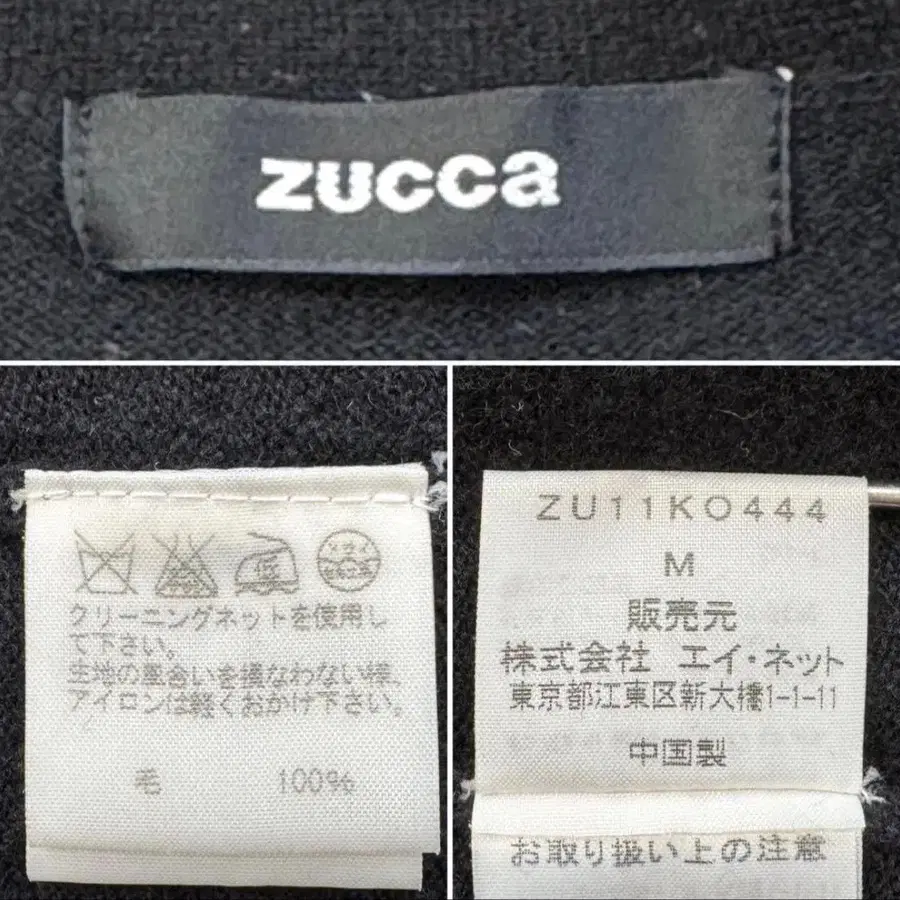 zucca
クリーニングネットを使用し
て下さい。
生地の風合いを損なわない様、
アイロンは軽くおかけ下さい。
毛 100%
ZU11KO444
M
販売元
株式会社 エイ・ネット
東京都江東区新大橋1-1-11
中国製
お取り扱い上の注意